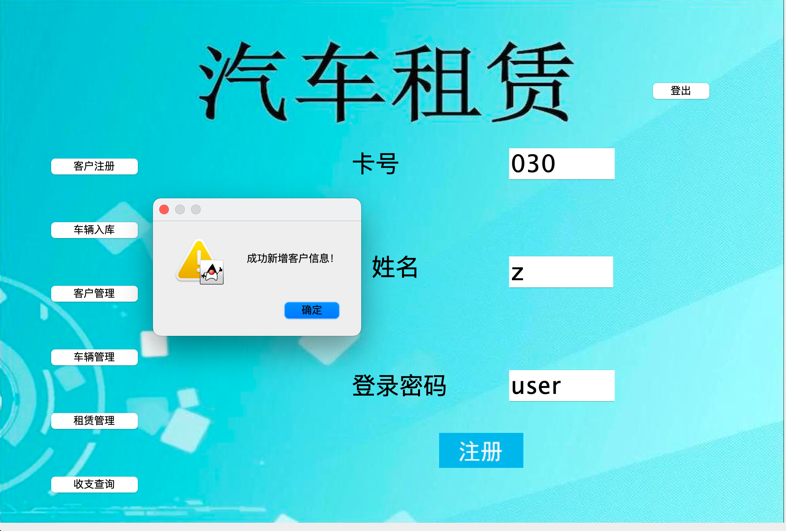 汽车租赁
登出
客户注册
卡号
030
车辆入库
成功新增客户信息!
确定
姓名
z
客户管理
车辆管理
登录密码
user
租赁管理
注册
收支查询